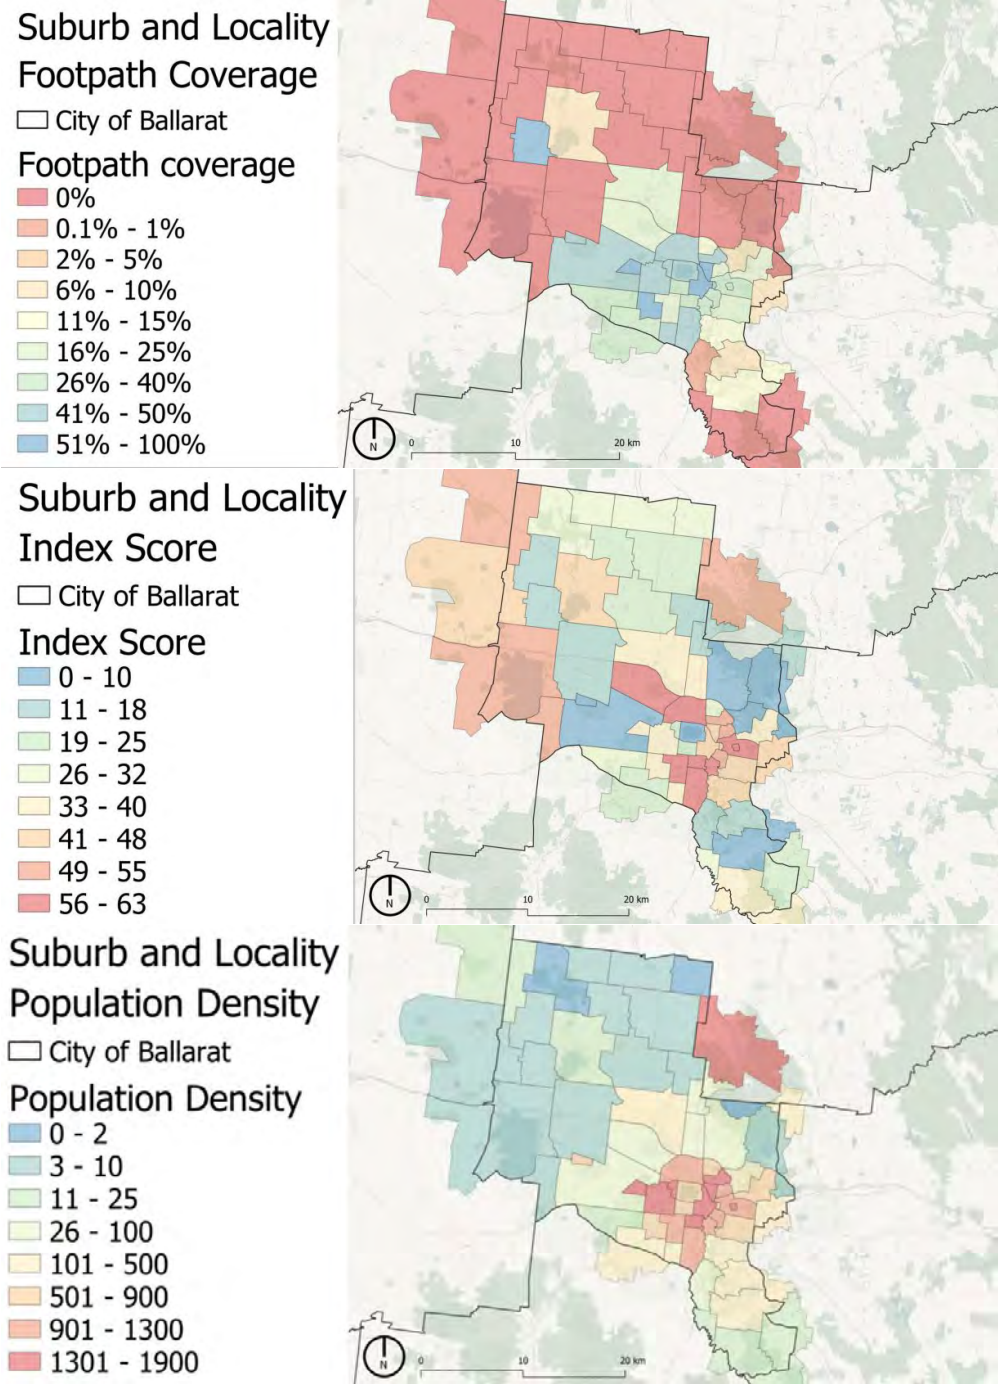 Suburb and Locality
Footpath Coverage
City of Ballarat
Footpath coverage
0%
0.1% - 1%
2% - 5%
6% - 10%
11% - 15%
16% - 25%
26% - 40%
41% - 50%
51% - 100%
N
0 10 20 km
Suburb and Locality
Index Score
City of Ballarat
Index Score
0 - 10
11 - 18
19 - 25
26 - 32
33 - 40
41 - 48
49 - 55
56 - 63
N
0 10 20 km
Suburb and Locality
Population Density
City of Ballarat
Population Density
0 - 2
3 - 10
11 - 25
26 - 100
101 - 500
501 - 900
901 - 1300
1301 - 1900
N
0 10 20 km